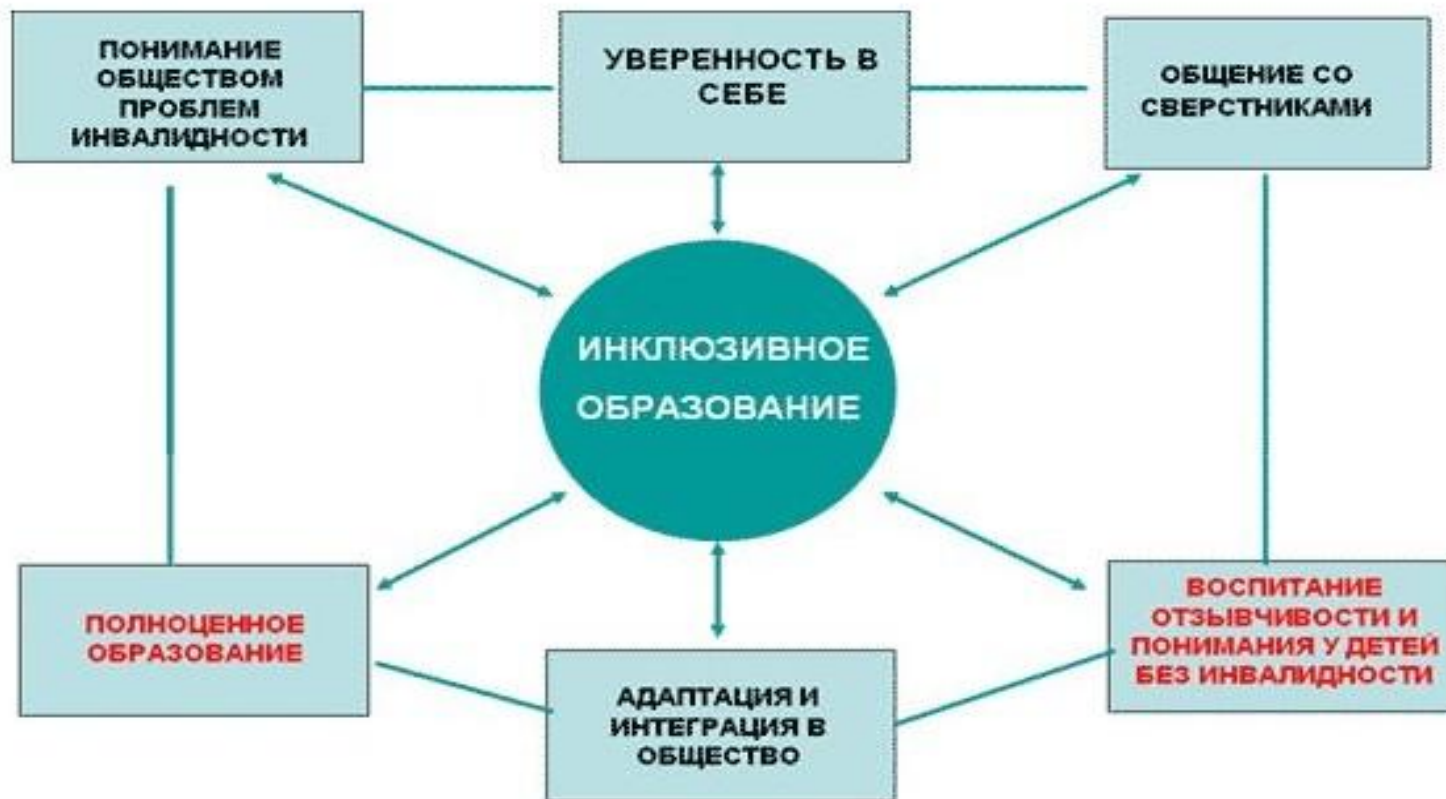 ПОНИМАНИЕ
ОБЩЕСТВОМ
ПРОБЛЕМ
ИНВАЛИДНОСТИ
УВЕРЕННОСТЬ В
СЕБЕ
ОБЩЕНИЕ СО
СВЕРСТНИКАМИ
ИНКЛЮЗИВНОЕ
ОБРАЗОВАНИЕ
ПОЛНОЦЕННОЕ
ОБРАЗОВАНИЕ
АДАПТАЦИЯ И
ИНТЕГРАЦИЯ В
ОБЩЕСТВО
ВОСПИТАНИЕ
ОТЗЫВЧИВОСТИ И
ПОНИМАНИЯ У ДЕТЕЙ
БЕЗ ИНВАЛИДНОСТИ